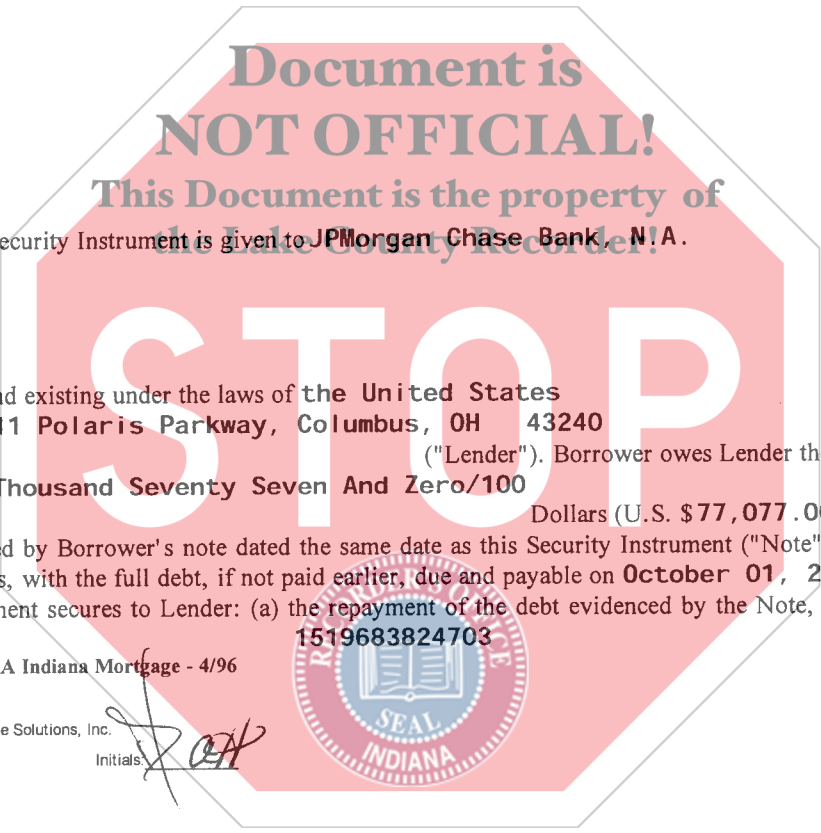 Document is
NOT OFFICIAL!
This Document is the property of
the Lake County Recorder!
ecurity Instrument is given to JPMorgan Chase Bank, N.A.
STOP
nd existing under the laws of the United States
11 Polaris Parkway, Columbus, OH 43240
("Lender"). Borrower owes Lender th
Thousand Seventy Seven And Zero/100
Dollars (U.S. $77,077.0
ed by Borrower's note dated the same date as this Security Instrument ("Note"
s, with the full debt, if not paid earlier, due and payable on October 01, 2
ment secures to Lender: (a) the repayment of the debt evidenced by the Note,
1519683824703
RECORDER'S OFFICE
SEAL
INDIANA
A Indiana Mortgage - 4/96
e Solutions, Inc.
Initials: